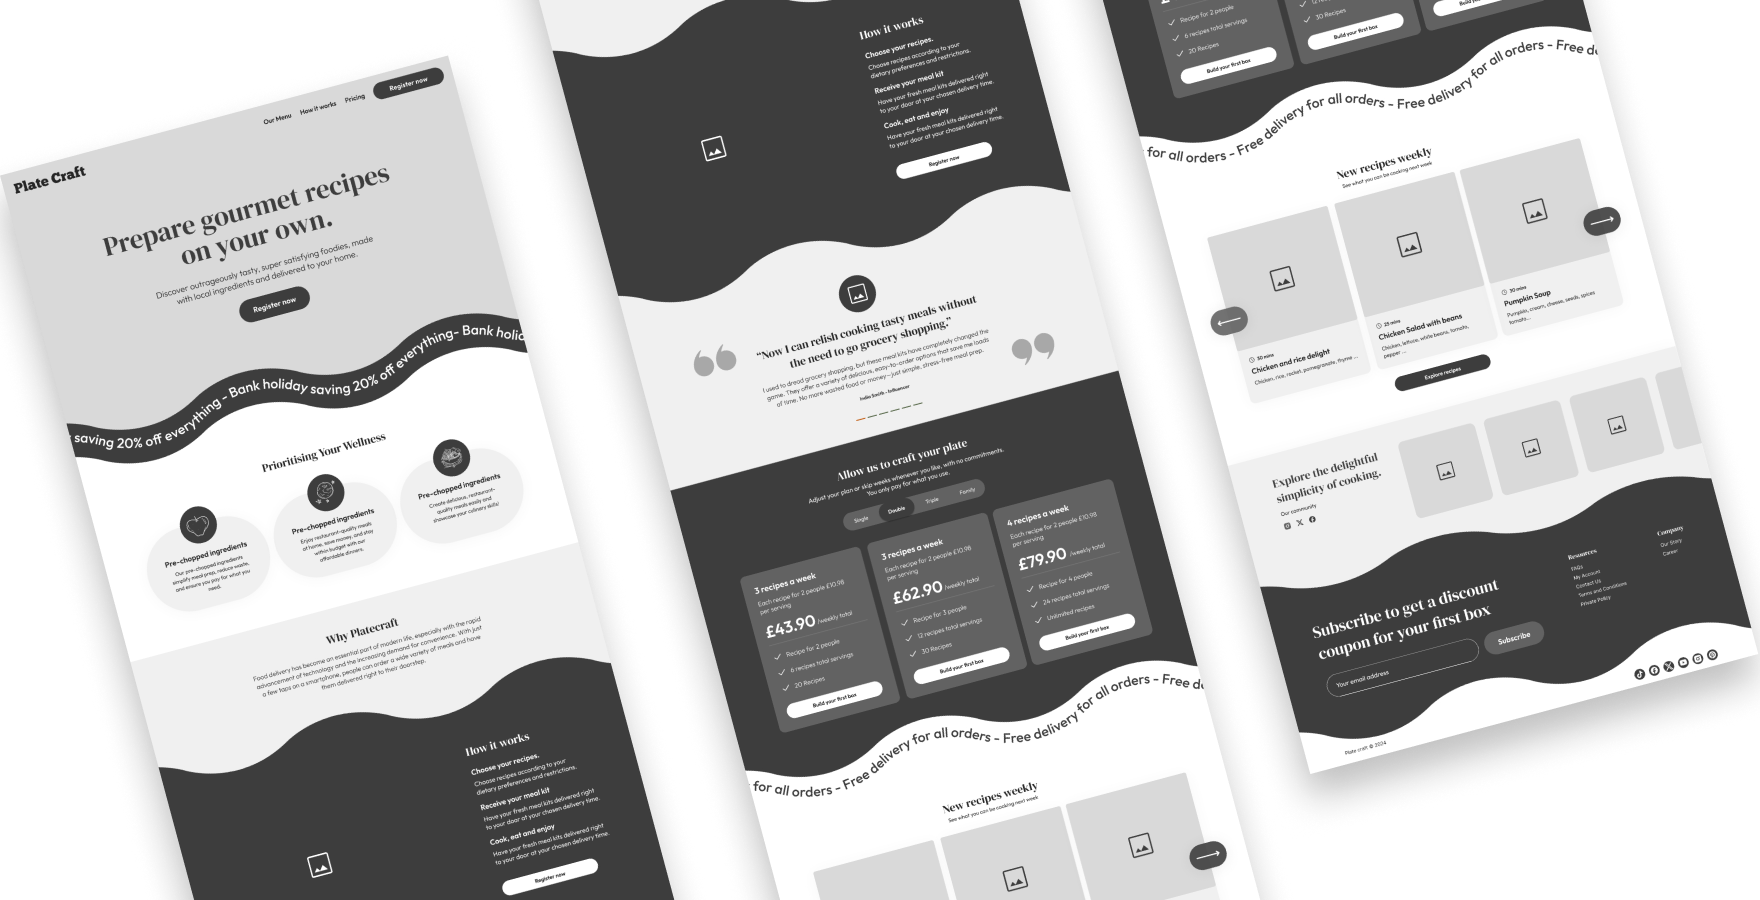 Plate Craft
Our Menu
How it works
Pricing
Register now
Prepare gourmet recipes
on your own.
Discover outrageously tasty, super satisfying foodies, made
with local ingredients and delivered to your home.
Register now
saving 20% off everything - Bank holiday saving 20% off everything- Bank holid
Prioritising Your Wellness
Pre-chopped ingredients
Our pre-chopped ingredients
simplify meal prep, reduce waste,
and ensure you pay for what you
need.
Pre-chopped ingredients
Enjoy restaurant-quality meals
at home, save money, and stay
within budget with our
affordable dinners.
Pre-chopped ingredients
Create delicious, restaurant-
quality meals easily and
showcase your culinary skills!
Why Platecraft
Food delivery has become an essential part of modern life, especially with the rapid
advancement of technology and the increasing demand for convenience. With just
a few taps on a smartphone, people can order a wide variety of meals and have
them delivered right to their doorstep.
How it works
Choose your recipes.
Choose recipes according to your
dietary preferences and restrictions.
Receive your meal kit
Have your fresh meal kits delivered right
to your door at your chosen delivery time.
Cook, eat and enjoy
Have your fresh meal kits delivered right
to your door at your chosen delivery time.
Register now
How it works
Choose your recipes.
Choose recipes according to your
dietary preferences and restrictions.
Receive your meal kit
Have your fresh meal kits delivered right
to your door at your chosen delivery time.
Cook, eat and enjoy
Have your fresh meal kits delivered right
to your door at your chosen delivery time.
Register now
“Now I can relish cooking tasty meals without
the need to go grocery shopping.”
I used to dread grocery shopping, but these meal kits have completely changed the
game. They offer a variety of delicious, easy-to-order options that save me loads
of time. No more wasted food or money—just simple, stress-free meal prep.
India Smith - Influencer
Allow us to craft your plate
Adjust your plan or skip weeks whenever you like, with no commitments.
You only pay for what you use.
Single
Double
Triple
Family
3 recipes a week
Each recipe for 2 people £10.98
per serving
£43.90 /weekly total
Recipe for 2 people
6 recipes total servings
20 Recipes
Build your first box
3 recipes a week
Each recipe for 2 people £10.98
per serving
£62.90 /weekly total
Recipe for 3 people
12 recipes total servings
30 Recipes
Build your first box
4 recipes a week
Each recipe for 2 people £10.98
per serving
£79.90 /weekly total
Recipe for 4 people
24 recipes total servings
Unlimited recipes
Build your first box
for all orders - Free delivery for all orders - Free delivery for all orders - Free de
New recipes weekly
See what you can be cooking next week
Recipe for 2 people
6 recipes total servings
20 Recipes
Build your first box
30 Recipes
Build your first box
for all orders - Free delivery for all orders - Free delivery for all orders - Free de
New recipes weekly
See what you can be cooking next week
30 mins
Chicken and rice delight
Chicken, rice, rocket, pomegranate, thyme ...
25 mins
Chicken Salad with beans
Chicken, lettuce, white beans, tomato,
pepper ...
30 mins
Pumpkin Soup
Pumpkin, cream, cheese, seeds, spices
tomato...
Explore recipes
Explore the delightful
simplicity of cooking.
Our community
Subscribe to get a discount
coupon for your first box
Your email address
Subscribe
Resources
FAQs
My Account
Contact Us
Terms and Conditions
Private Policy
Company
Our Story
Career
Plate craft © 2024